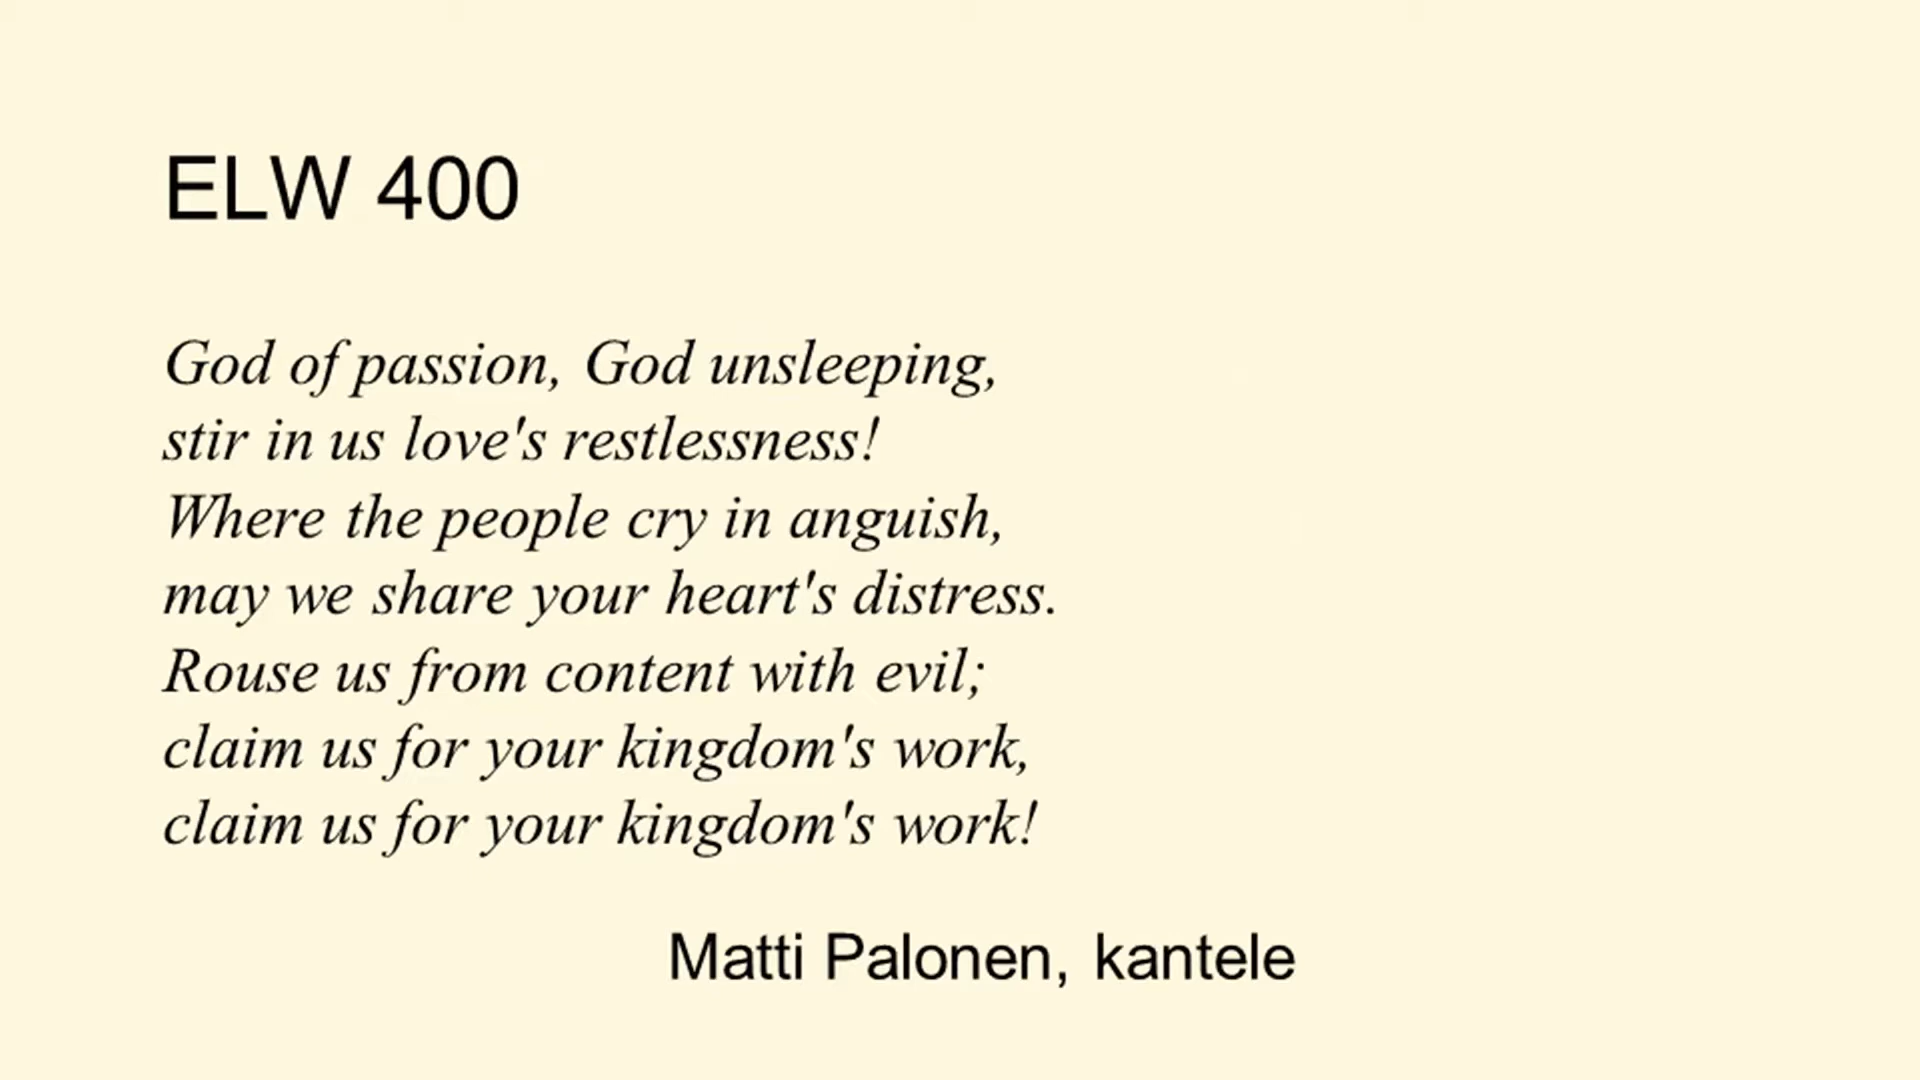 ELW 400
God of passion, God unsleeping,
stir in us love's restlessness!
Where the people cry in anguish,
may we share your heart's distress.
Rouse us from content with evil;
claim us for your kingdom's work,
claim us for your kingdom's work!
Matti Palonen, kantele